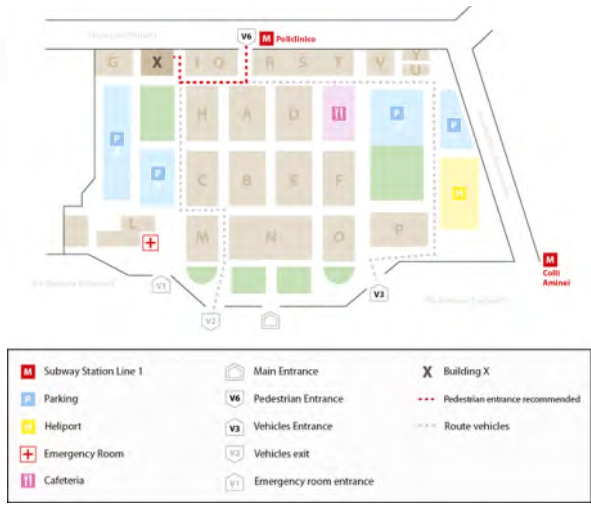 V6 M Policlinico
G X I Q R S T V Y
U
H A D P
P P
P
C B E F H
L M N O P
M
Colli
Aminei
V1 V3
V2
M Subway Station Line 1
P Parking
H Heliport
Emergency Room
Cafeteria
Main Entrance
V6 Pedestrian Entrance
V3 Vehicles Entrance
V2 Vehicles exit
V1 Emergency room entrance
X Building X
Pedestrian entrance recommended
Route vehicles